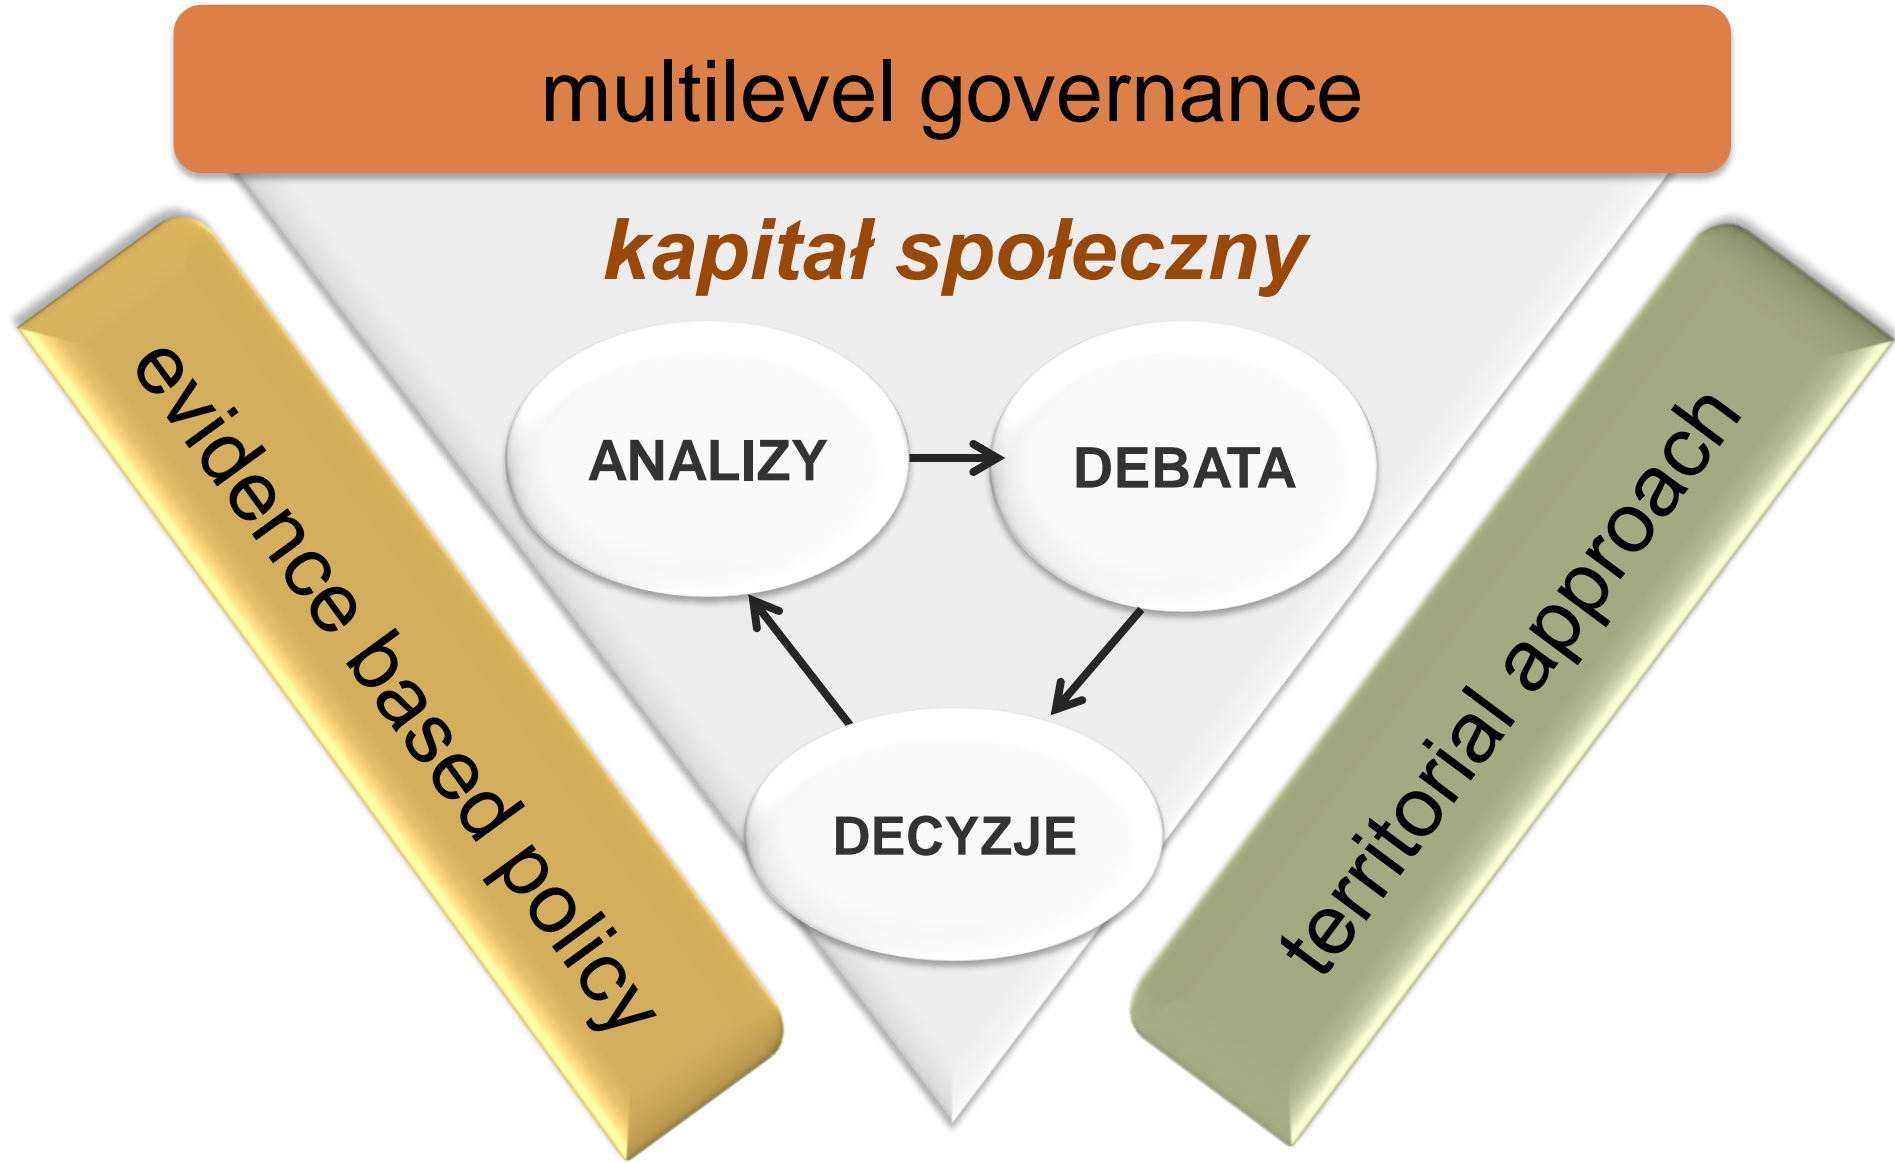 multilevel governance
kapitał społeczny
evidence based policy
ANALIZY
DEBATA
DECYZJE
territorial approach